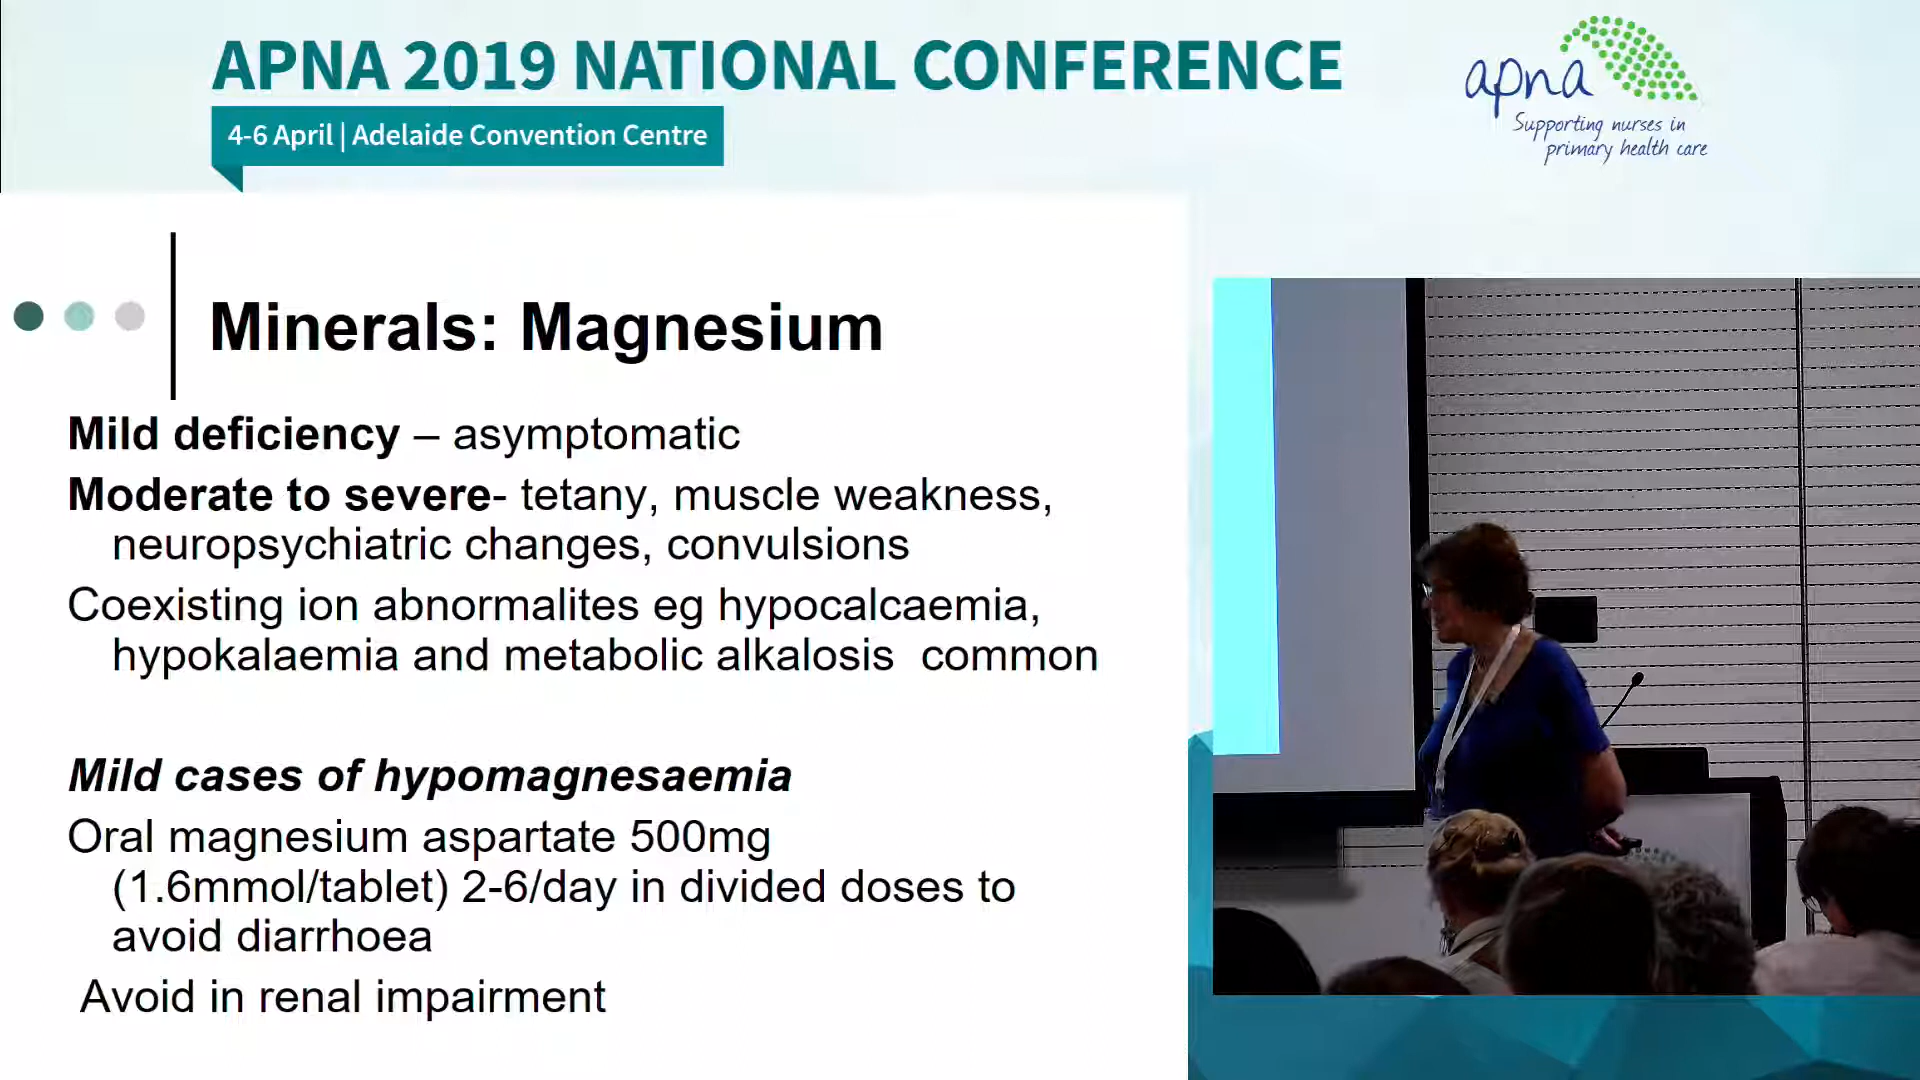 APNA 2019 NATIONAL CONFERENCE
4-6 April | Adelaide Convention Centre
apna
Supporting nurses in
primary health care
Minerals: Magnesium
Mild deficiency – asymptomatic
Moderate to severe- tetany, muscle weakness,
neuropsychiatric changes, convulsions
Coexisting ion abnormalites eg hypocalcaemia,
hypokalaemia and metabolic alkalosis  common
Mild cases of hypomagnesaemia
Oral magnesium aspartate 500mg
(1.6mmol/tablet) 2-6/day in divided doses to
avoid diarrhoea
Avoid in renal impairment